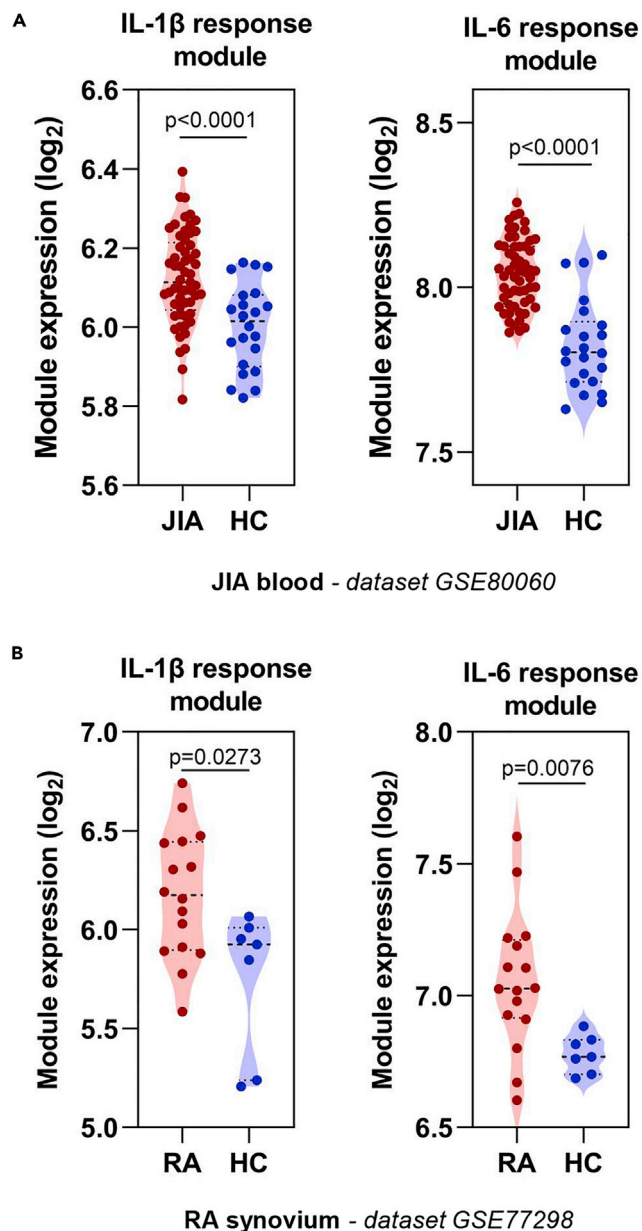 A
IL-1β response
module
IL-6 response
module
Module expression (log2)
6.6
6.4
6.2
6.0
5.8
5.6
p<0.0001
JIA HC
Module expression (log2)
8.5
8.0
7.5
p<0.0001
JIA HC
JIA blood - dataset GSE80060
B
IL-1β response
module
IL-6 response
module
Module expression (log2)
7.0
6.5
6.0
5.5
5.0
p=0.0273
RA HC
Module expression (log2)
8.0
7.5
7.0
6.5
p=0.0076
RA HC
RA synovium - dataset GSE77298